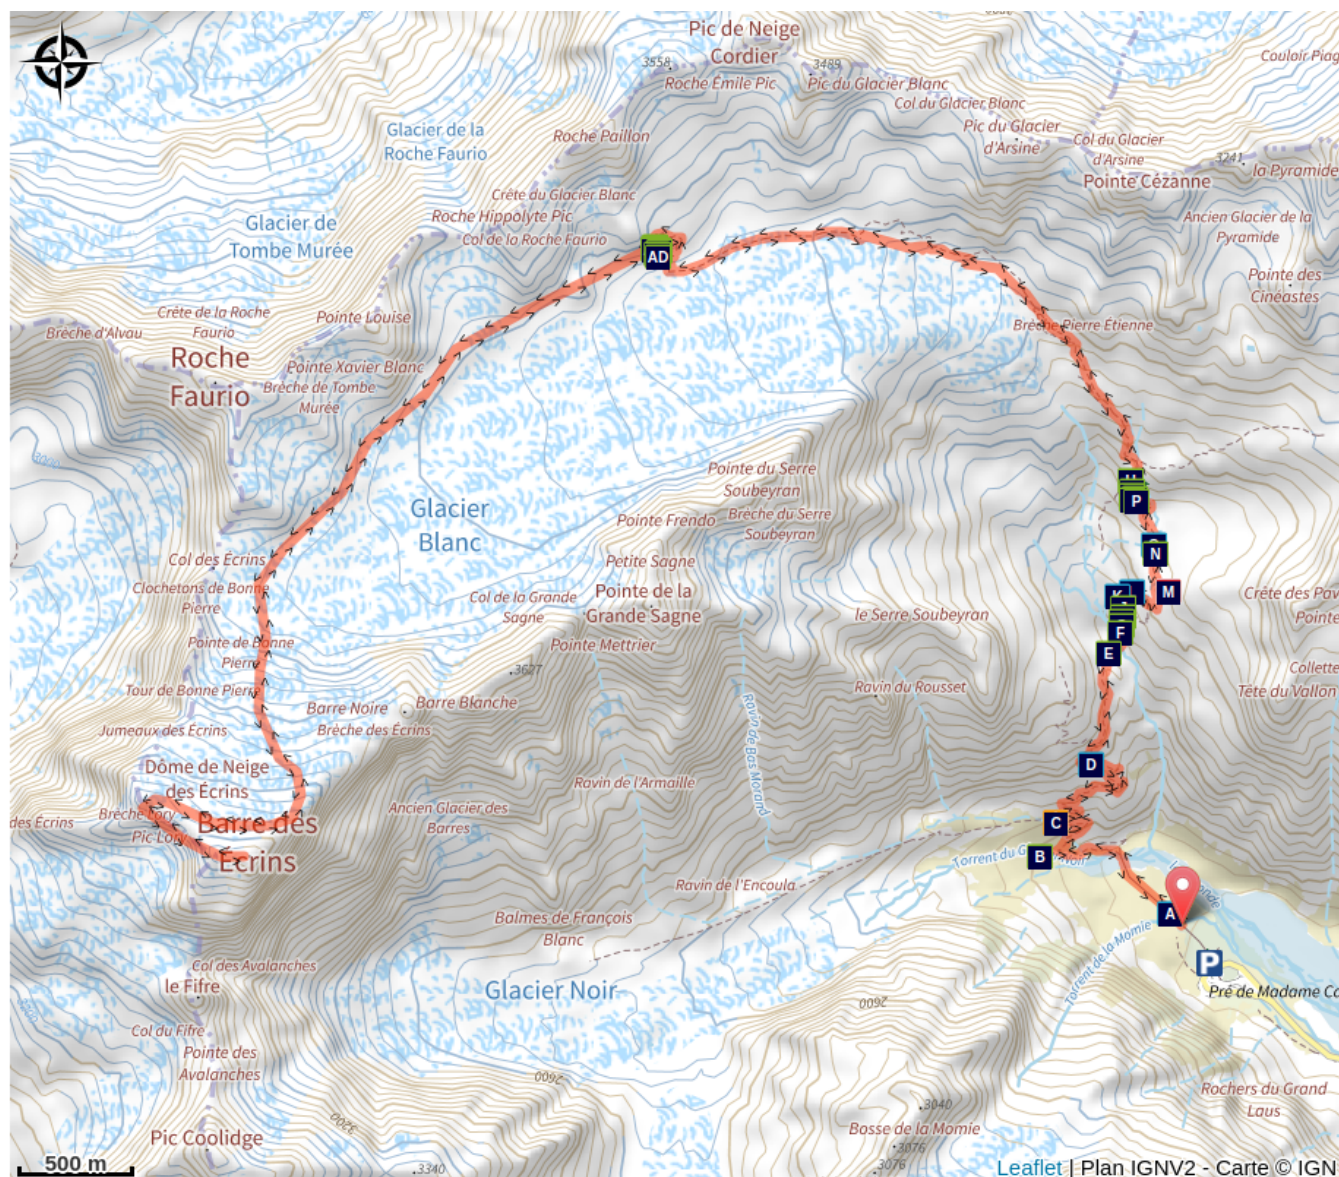 Pic de Neige
Cordier
3558
3489
Roche Émile Pic
Pic du Glacier Blanc
Couloir Piag
Col du Glacier Blanc
Glacier de la
Roche Faurio
Roche Paillon
Pic du Glacier
d'Arsine
Col du Glacier
d'Arsine
3241
la Pyramide
Pointe Cézanne
Crête du Glacier Blanc
Roche Hippolyte Pic
Col de la Roche Faurio
Glacier de
Tombe Murée
Ancien Glacier de la
Pyramide
AD
Pointe des
Cinéastes
Crête de la Roche
Faurio
Pointe Louise
Brèche d'Alvau
Brèche Pierre Étienne
Roche
Faurio
Pointe Xavier Blanc
Brèche de Tombe
Murée
3000
Pointe du Serre
Soubeyran
P
Glacier
Blanc
Pointe Frendo
Brèche du Serre
Soubeyran
N
Col des Écrins
Petite Sagne
Clochetons de Bonne
Pierre
Col de la Grande
Sagne
Pointe de la
Grande Sagne
le Serre Soubeyran
K
M
Crête des Pav
Pointe
F
Pointe de Bonne
Pierre
Pointe Mettrier
E
3627
Collette
Tour de Bonne Pierre
Barre Noire
Barre Blanche
Ravin du Rousset
Tête du Vallon
Jumeaux des Écrins
Brèche des Écrins
Ravin de Bas Morand
Dôme de Neige
des Écrins
Ravin de l'Armaille
D
Brèche Lory
des Écrins
Pic Lory
Barre des
Écrins
Ancien Glacier des
Barres
C
B
Torrent du G
Ravin de l'Encoula
A
Balmes de François
Blanc
Torrent de la Momie
P
Col des Avalanches
le Fifre
Glacier Noir
2600
Pré de Madame Ca
Col du Fifre
Pointe des
Avalanches
2600
Rochers du Grand
Laus
3200
3040
Pic Coolidge
Bosse de la Momie
3076
3076
3340
500 m
Leaflet | Plan IGNV2 - Carte © IGN